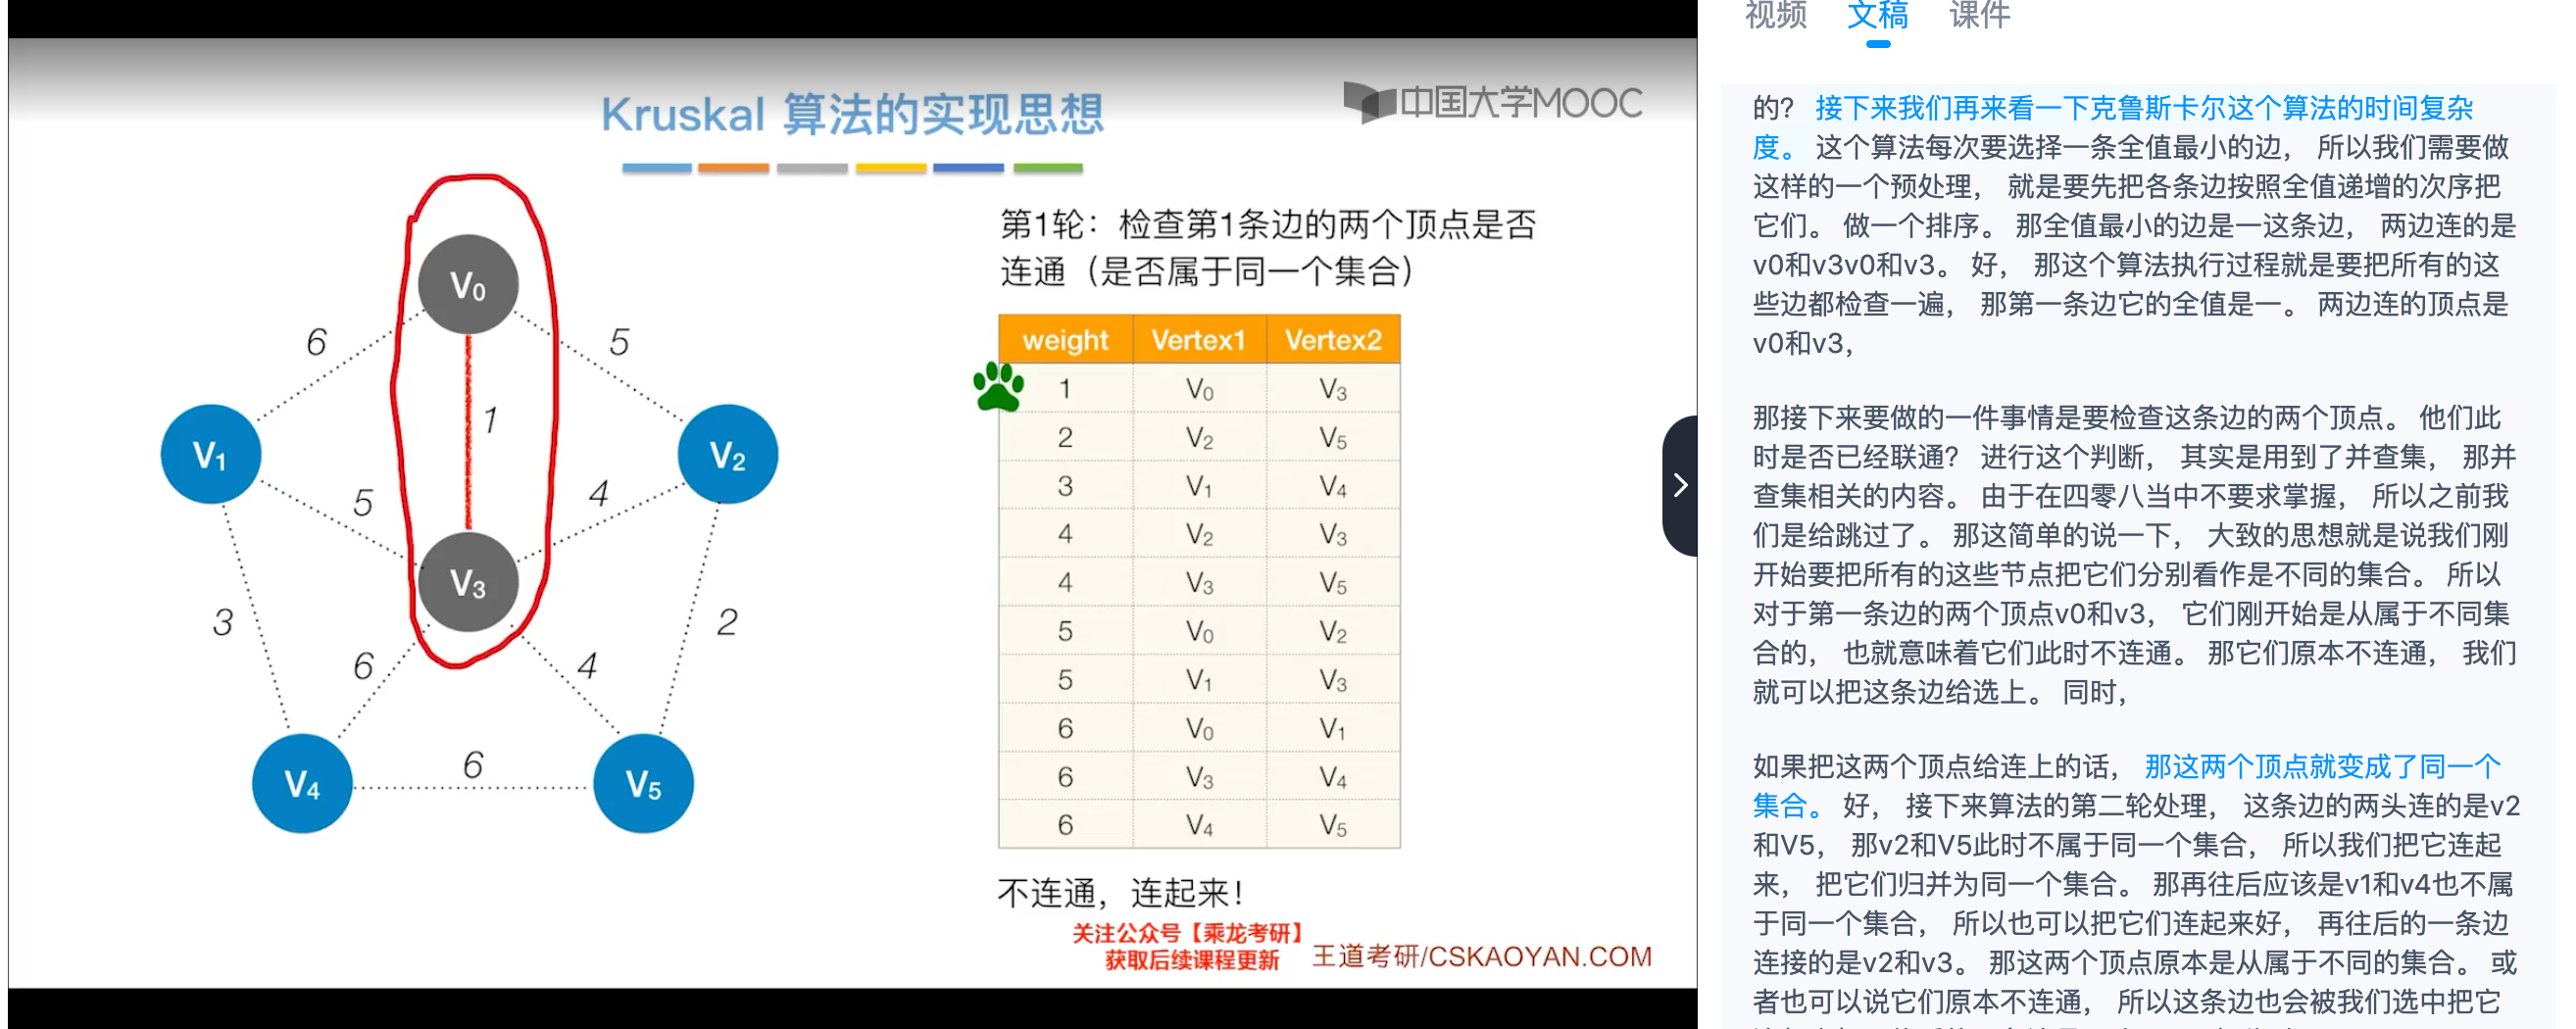 Kruskal 算法的实现思想
中国大学MOOC
第1轮：检查第1条边的两个顶点是否
连通（是否属于同一个集合）
V0
6
5
1
V1
V2
5
4
V3
3
2
6
4
V4
6
V5
weight Vertex1 Vertex2
1 V0 V3
2 V2 V5
3 V1 V4
4 V2 V3
4 V3 V5
5 V0 V2
5 V1 V3
6 V0 V1
6 V3 V4
6 V4 V5
不连通，连起来！
关注公众号【乘龙考研】
获取后续课程更新
王道考研/CSKAOYAN.COM
视频 文稿 课件
的？ 接下来我们再来看一下克鲁斯卡尔这个算法的时间复杂
度。 这个算法每次要选择一条全值最小的边， 所以我们需要做
这样的一个预处理， 就是要先把各条边按照全值递增的次序把
它们。 做一个排序。 那全值最小的边是一这条边， 两边连的是
v0和v3v0和v3。 好， 那这个算法执行过程就是要把所有的这
些边都检查一遍， 那第一条边它的全值是一。 两边连的顶点是
v0和v3，
那接下来要做的一件事情是要检查这条边的两个顶点。 他们此
时是否已经联通？ 进行这个判断， 其实是用到了并查集， 那并
查集相关的内容。 由于在四零八当中不要求掌握， 所以之前我
们是给跳过了。 那这简单的说一下， 大致的思想就是说我们刚
开始要把所有的这些节点把它们分别看作是不同的集合。 所以
对于第一条边的两个顶点v0和v3， 它们刚开始是从属于不同集
合的， 也就意味着它们此时不连通。 那它们原本不连通， 我们
就可以把这条边给选上。 同时，
如果把这两个顶点给连上的话， 那这两个顶点就变成了同一个
集合。 好， 接下来算法的第二轮处理， 这条边的两头连的是v2
和V5， 那v2和V5此时不属于同一个集合， 所以我们把它连起
来， 把它们归并为同一个集合。 那再往后应该是v1和v4也不属
于同一个集合， 所以也可以把它们连起来好， 再往后的一条边
连接的是v2和v3。 那这两个顶点原本是从属于不同的集合。 或
者也可以说它们原本不连通， 所以这条边也会被我们选中把它